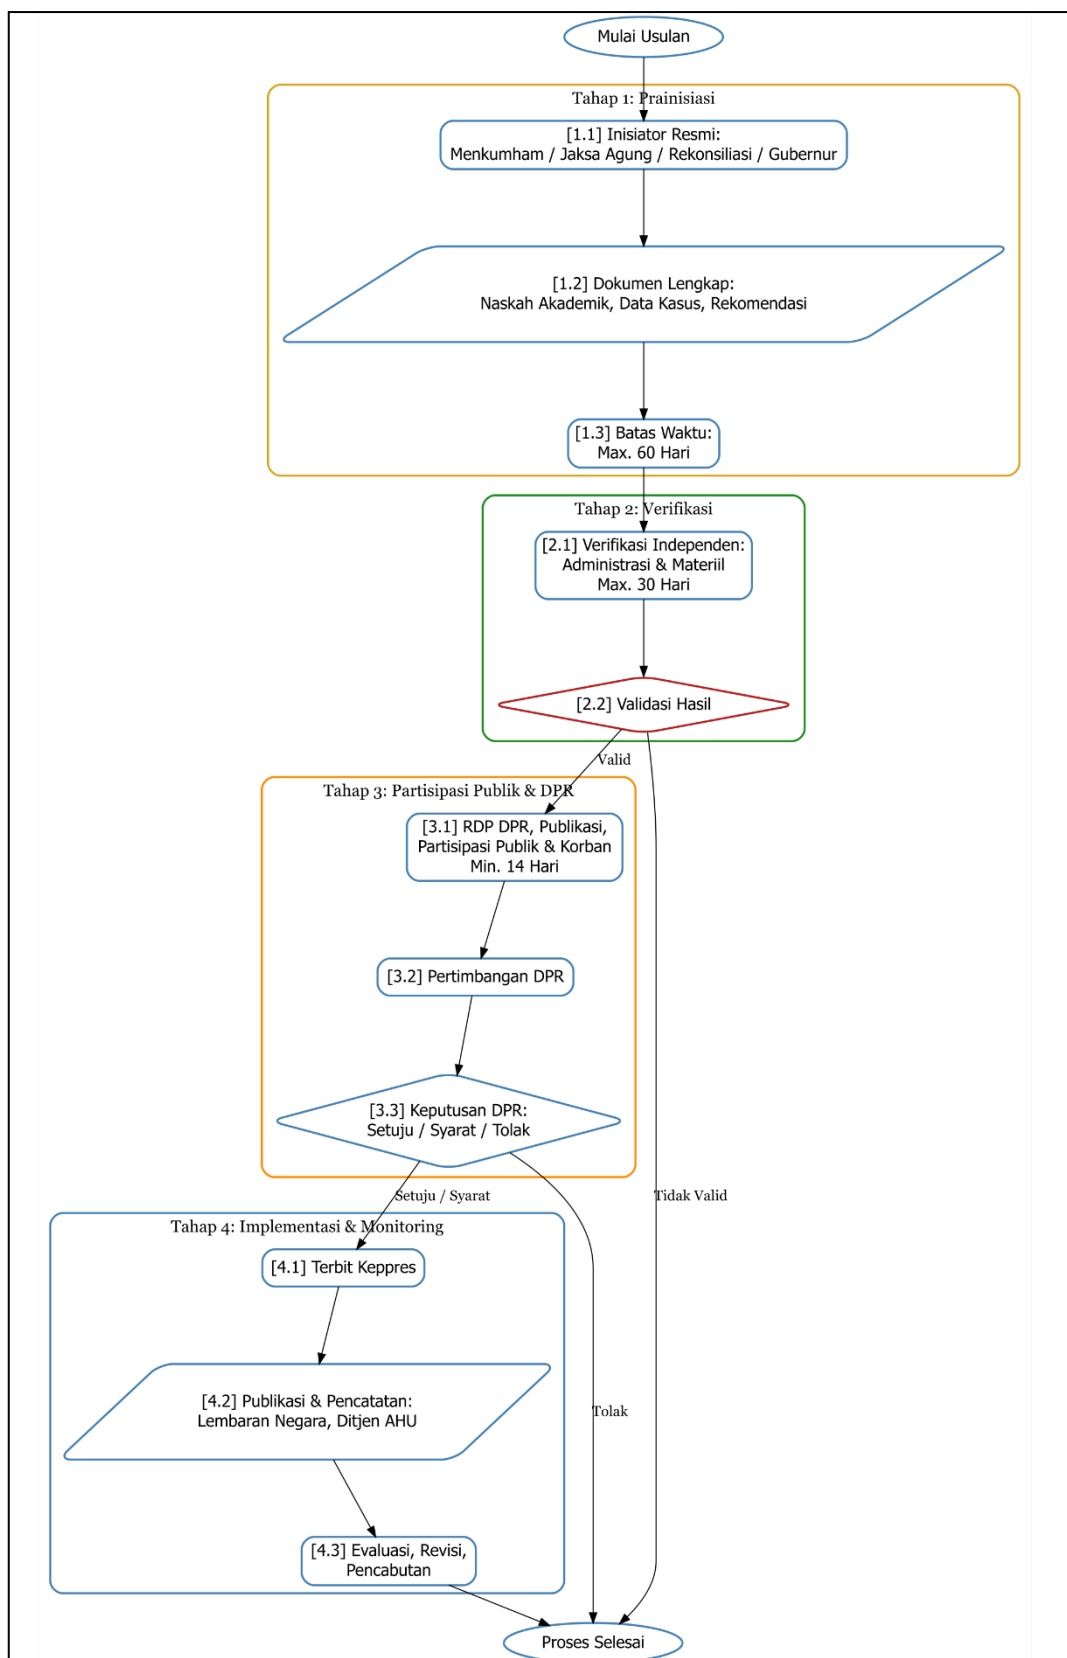 Mulai Usulan
Tahap 1: Prainisiasi
[1.1] Inisiator Resmi:
Menkumham / Jaksa Agung / Rekonsiliasi / Gubernur
[1.2] Dokumen Lengkap:
Naskah Akademik, Data Kasus, Rekomendasi
[1.3] Batas Waktu:
Max. 60 Hari
Tahap 2: Verifikasi
[2.1] Verifikasi Independen:
Administrasi & Materiil
Max. 30 Hari
[2.2] Validasi Hasil
Valid
Tahap 3: Partisipasi Publik & DPR
[3.1] RDP DPR, Publikasi,
Partisipasi Publik & Korban
Min. 14 Hari
[3.2] Pertimbangan DPR
[3.3] Keputusan DPR:
Setuju / Syarat / Tolak
Setuju / Syarat
Tidak Valid
Tahap 4: Implementasi & Monitoring
[4.1] Terbit Keppres
[4.2] Publikasi & Pencatatan:
Lembaran Negara, Ditjen AHU
Tolak
[4.3] Evaluasi, Revisi,
Pencabutan
Proses Selesai